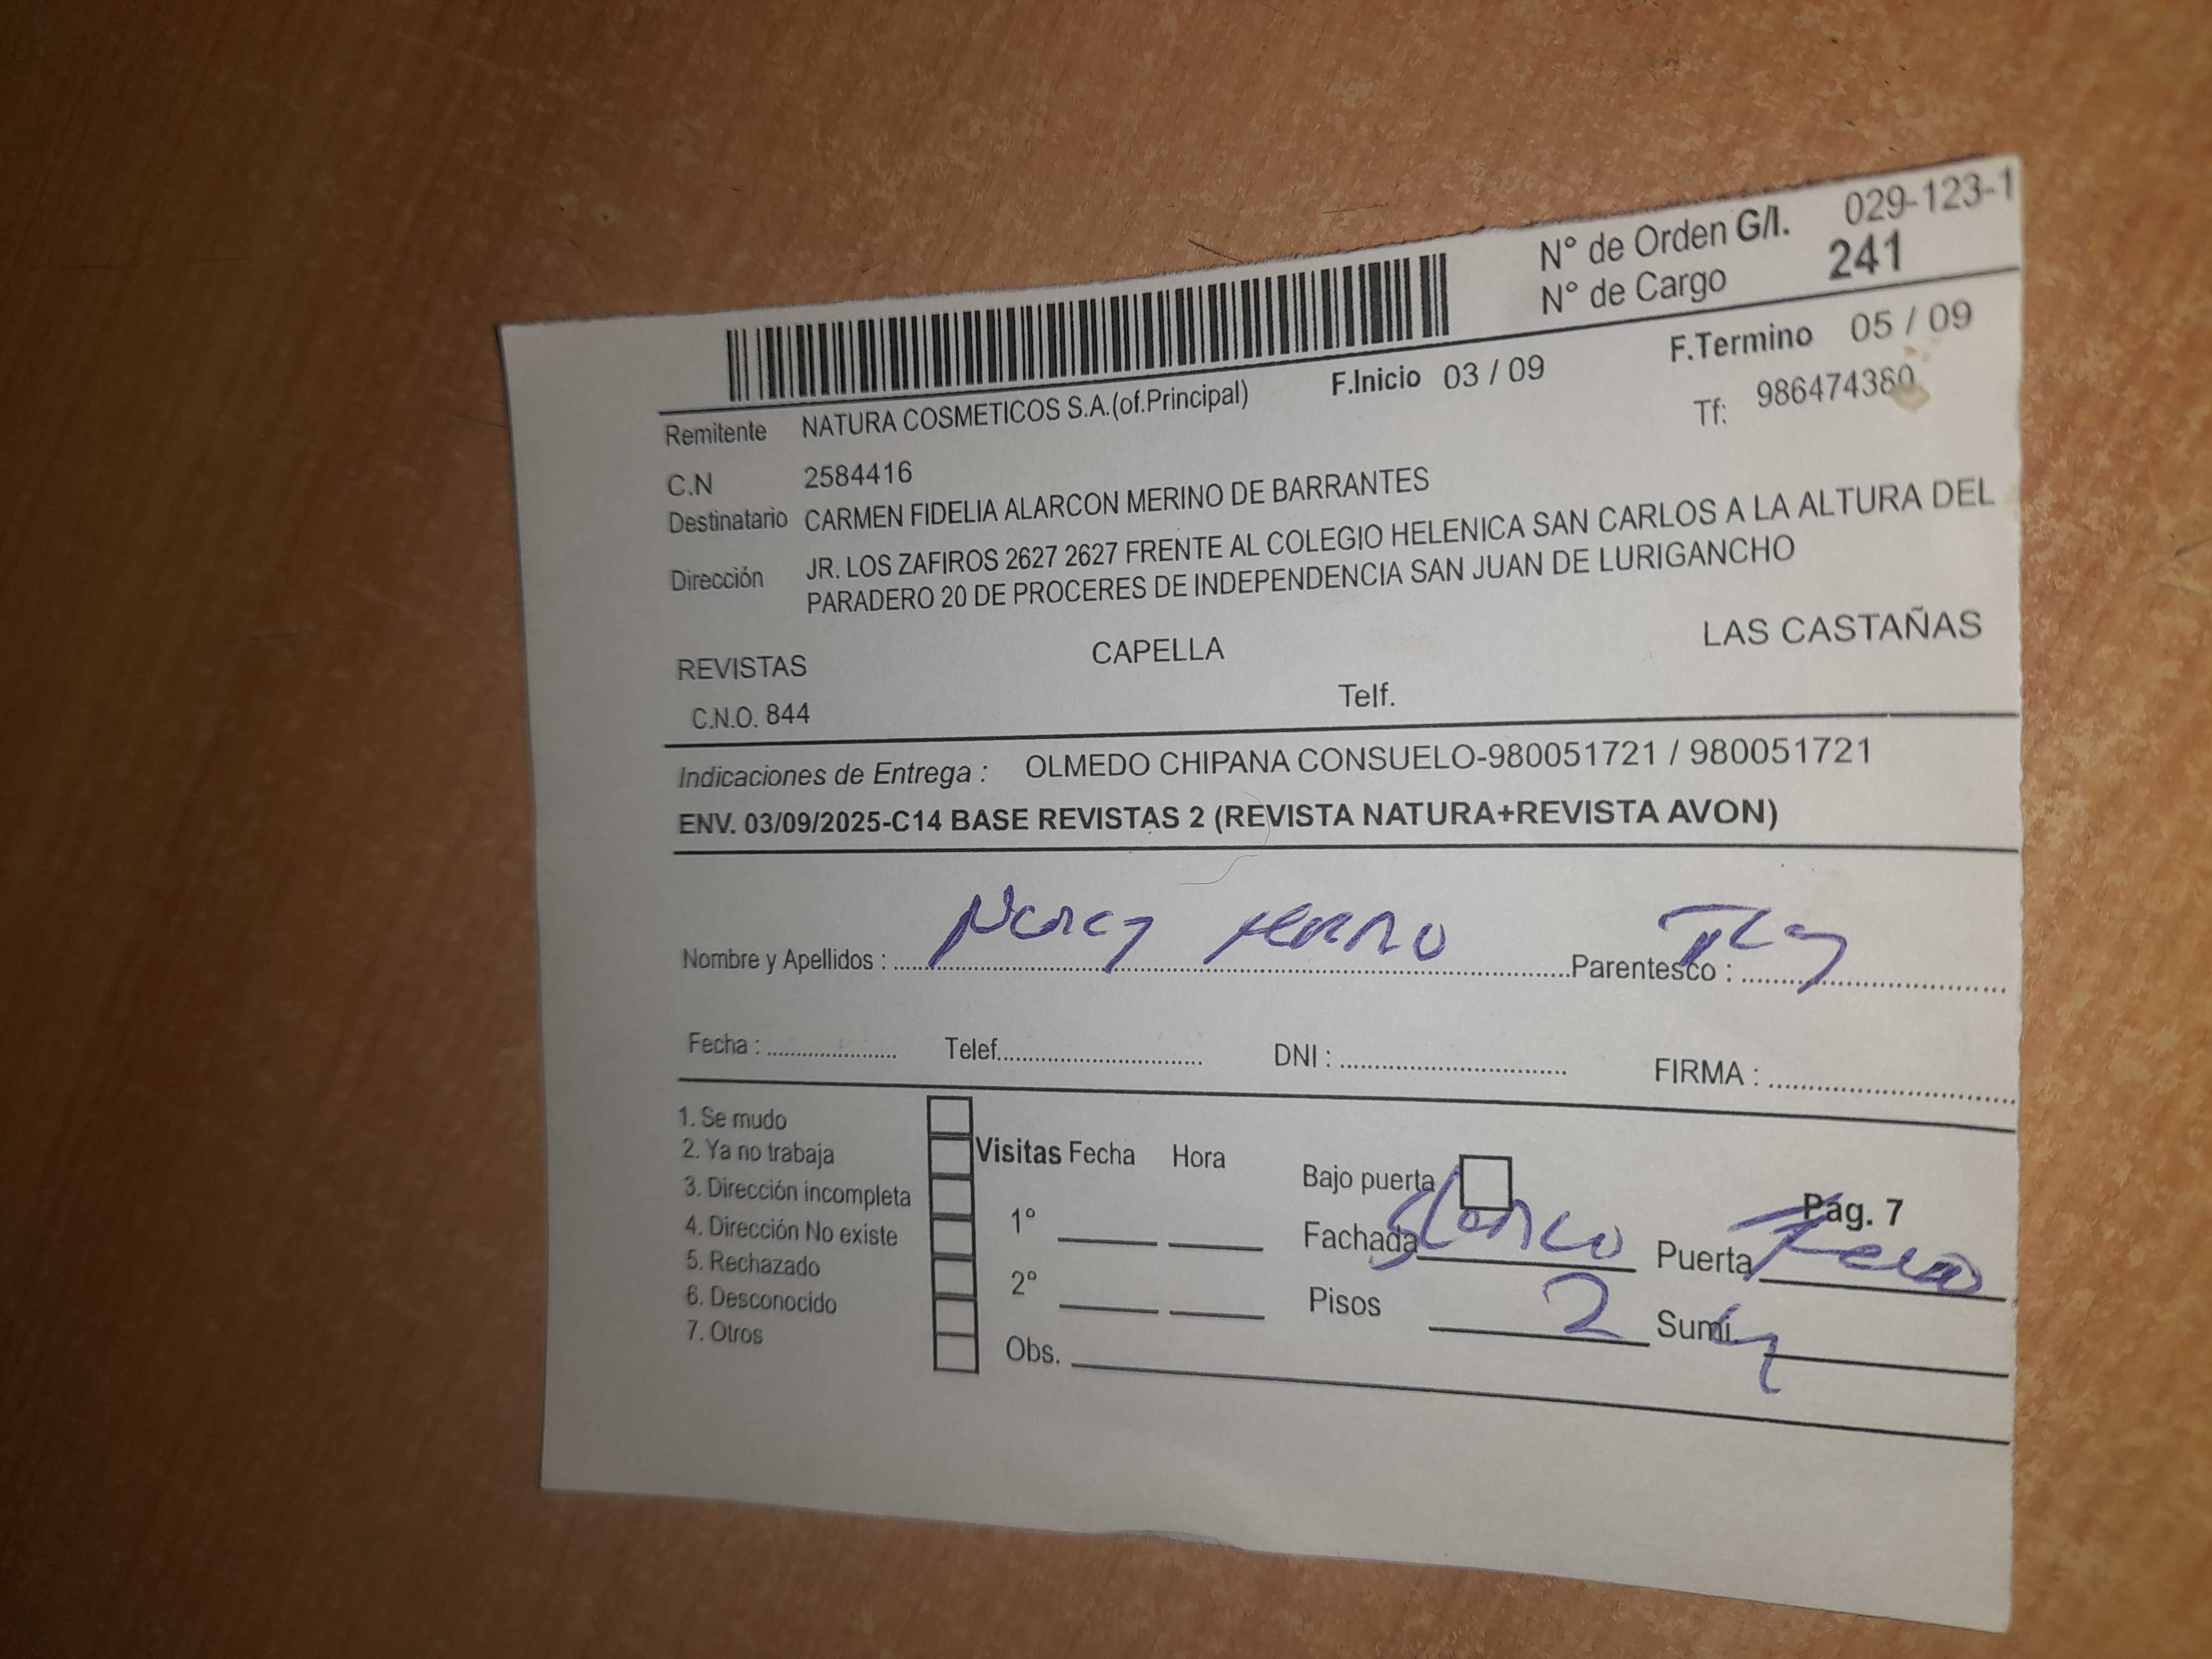 N° de Orden G/I. 029-123-1
N° de Cargo 241
F.Inicio 03 / 09 F.Termino 05 / 09
Remitente NATURA COSMETICOS S.A.(of.Principal) Tf: 986474380
C.N 2584416
Destinatario CARMEN FIDELIA ALARCON MERINO DE BARRANTES
Dirección JR. LOS ZAFIROS 2627 2627 FRENTE AL COLEGIO HELENICA SAN CARLOS A LA ALTURA DEL
PARADERO 20 DE PROCERES DE INDEPENDENCIA SAN JUAN DE LURIGANCHO
REVISTAS CAPELLA LAS CASTAÑAS
C.N.O. 844 Telf.
Indicaciones de Entrega : OLMEDO CHIPANA CONSUELO-980051721 / 980051721
ENV. 03/09/2025-C14 BASE REVISTAS 2 (REVISTA NATURA+REVISTA AVON)
Nombre y Apellidos : Parentesco :
Fecha : Telef. DNI : FIRMA :
1. Se mudo
2. Ya no trabaja
3. Dirección incompleta
4. Dirección No existe
5. Rechazado
6. Desconocido
7. Otros
Visitas Fecha Hora
1°
2°
Obs.
Bajo puerta Pág. 7
Fachada Blanco Puerta
Pisos 2 Sumi.